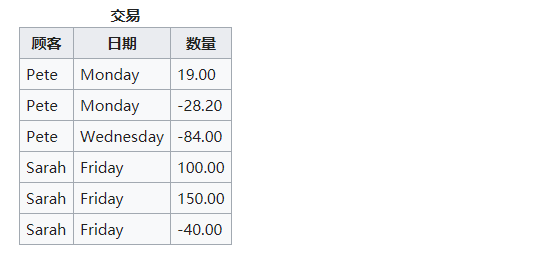 交易
顾客 日期 数量
Pete Monday 19.00
Pete Monday -28.20
Pete Wednesday -84.00
Sarah Friday 100.00
Sarah Friday 150.00
Sarah Friday -40.00